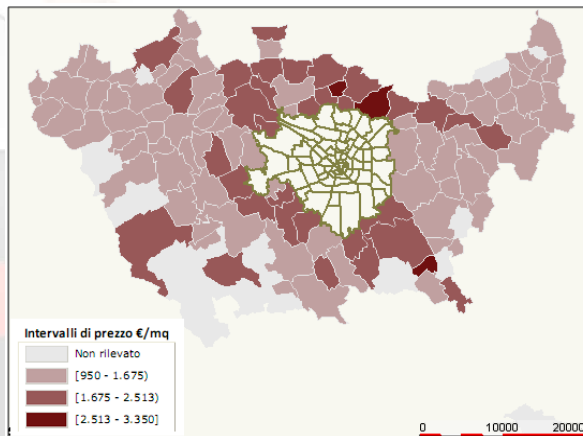 Intervalli di prezzo €/mq
Non rilevato
[950 - 1.675)
[1.675 - 2.513)
[2.513 - 3.350]
0 10000 20000